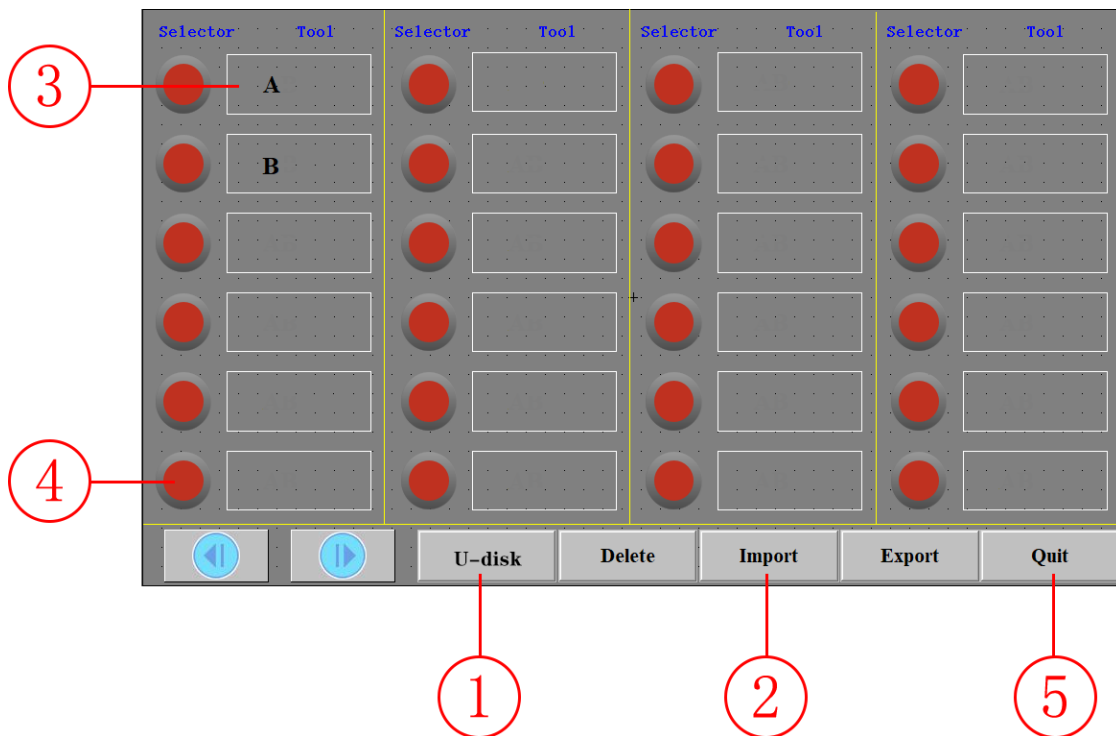 Selector Tool Selector Tool Selector Tool Selector Tool
③ A
B
④
U-disk Delete Import Export Quit
① ② ⑤